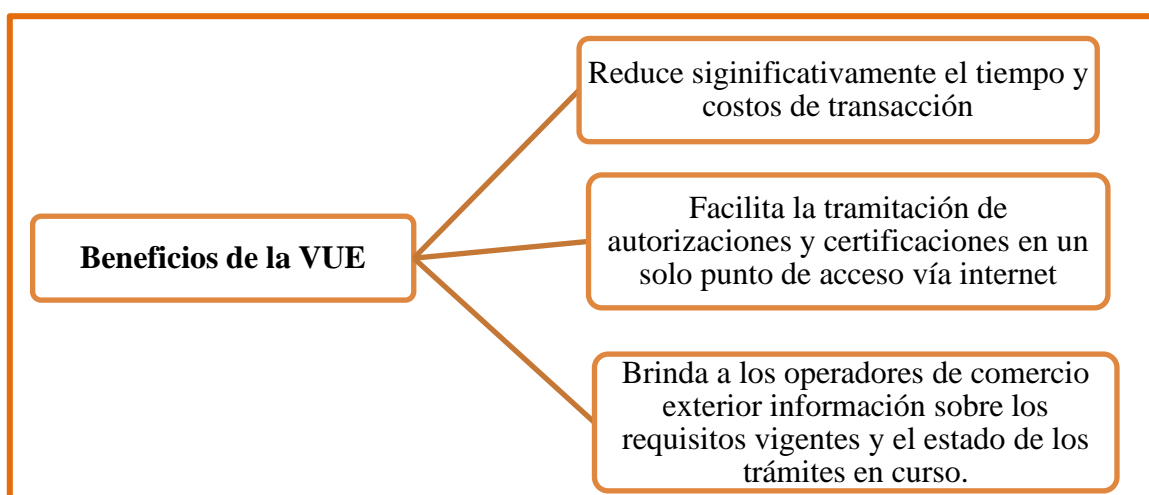 Reduce siginificativamente el tiempo y
costos de transacción
Facilita la tramitación de
autorizaciones y certificaciones en un
solo punto de acceso vía internet
Beneficios de la VUE
Brinda a los operadores de comercio
exterior información sobre los
requisitos vigentes y el estado de los
trámites en curso.